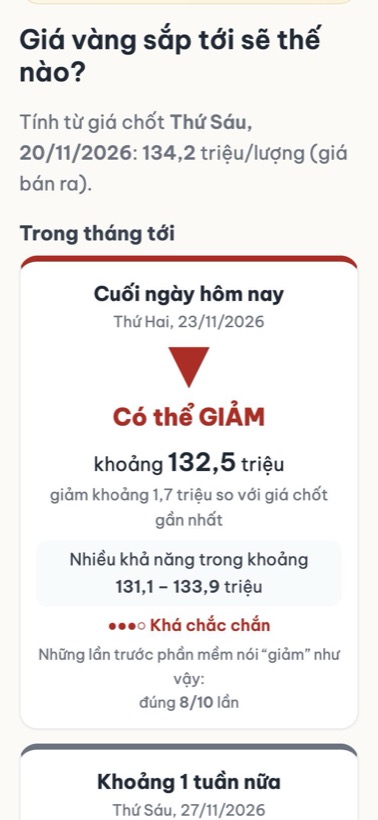 Giá vàng sắp tới sẽ thế
nào?
Tính từ giá chốt Thứ Sáu,
20/11/2026: 134,2 triệu/lượng (giá
bán ra).
Trong tháng tới
Cuối ngày hôm nay
Thứ Hai, 23/11/2026
Có thể GIẢM
khoảng 132,5 triệu
giảm khoảng 1,7 triệu so với giá chốt
gần nhất
Nhiều khả năng trong khoảng
131,1 – 133,9 triệu
●●●○ Khá chắc chắn
Những lần trước phần mềm nói “giảm” như
vậy:
đúng 8/10 lần
Khoảng 1 tuần nữa
Thứ Sáu, 27/11/2026